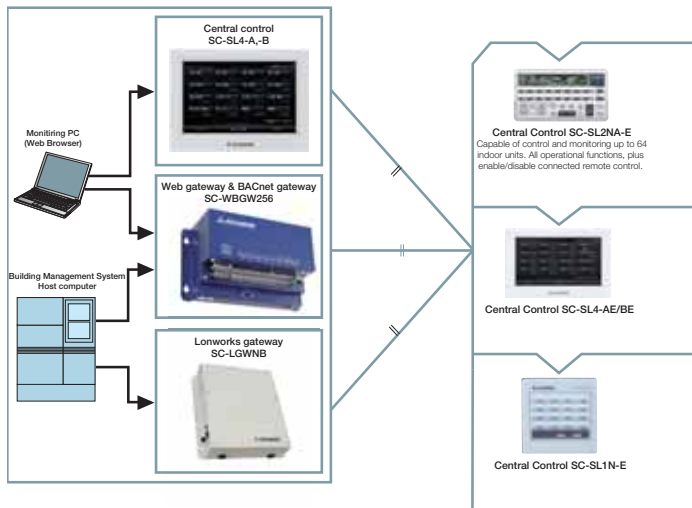 Central control
SC-SL4-A,-B
Monitiring PC
(Web Browser)
Web gateway & BACnet gateway
SC-WBGW256
Building Management System
Host computer
Lonworks gateway
SC-LGWNB
Central Control SC-SL2NA-E
Capable of control and monitoring up to 64
indoor units. All operational functions, plus
enable/disable connected remote control.
Central Control SC-SL4-AE/BE
Central Control SC-SL1N-E